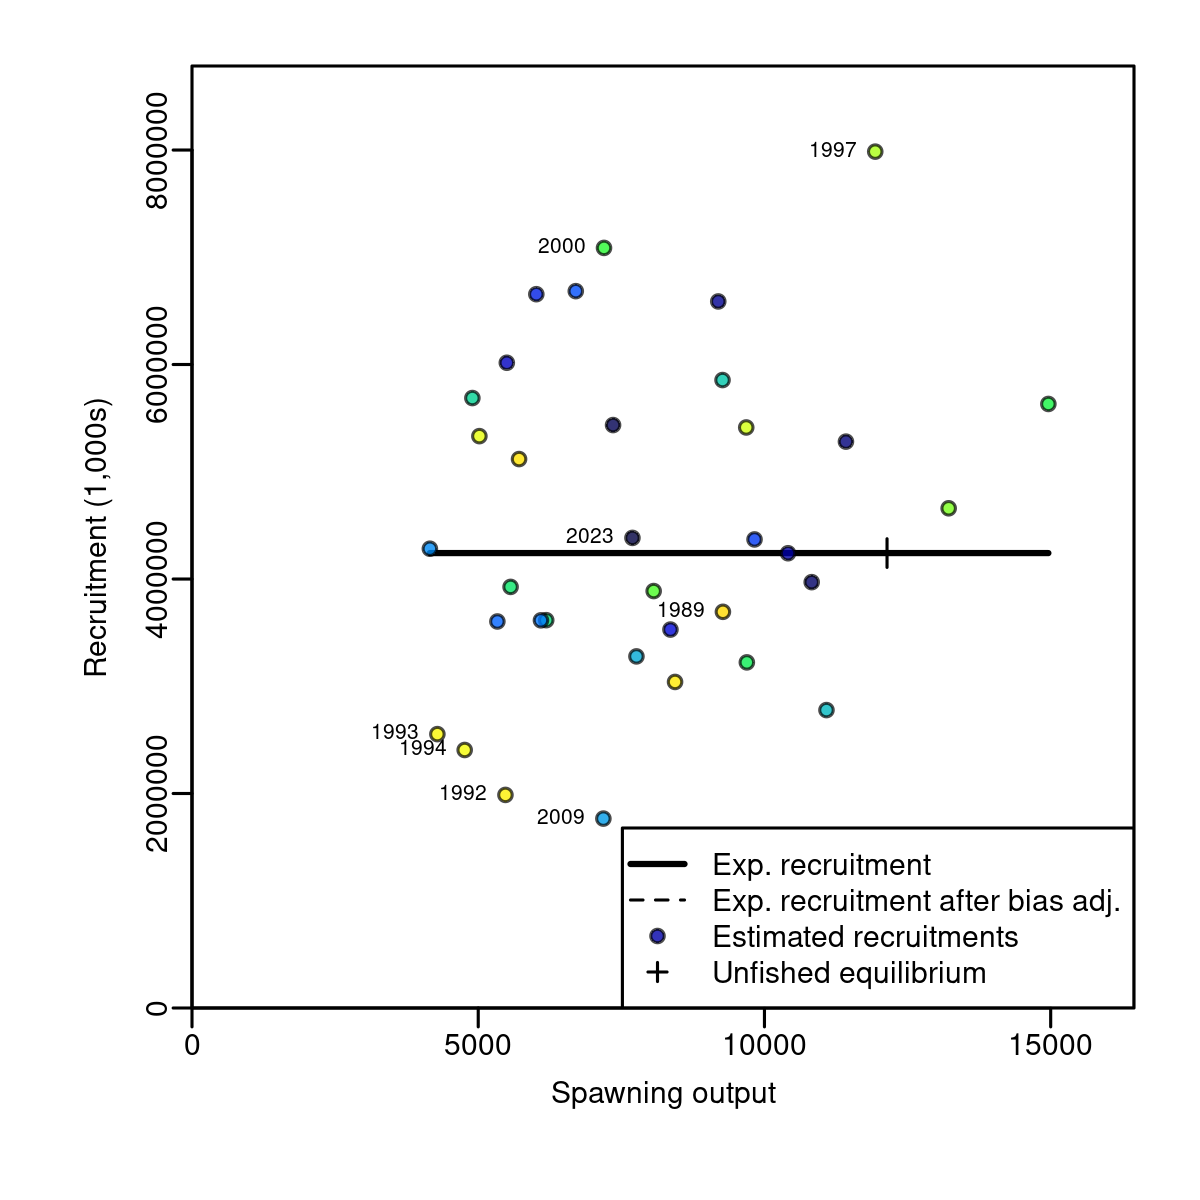 8000000
6000000
4000000
2000000
0
Recruitment (1,000s)
1997
2000
2023
1989
1993
1994
1992
2009
Exp. recruitment
Exp. recruitment after bias adj.
Estimated recruitments
Unfished equilibrium
0 5000 10000 15000
Spawning output